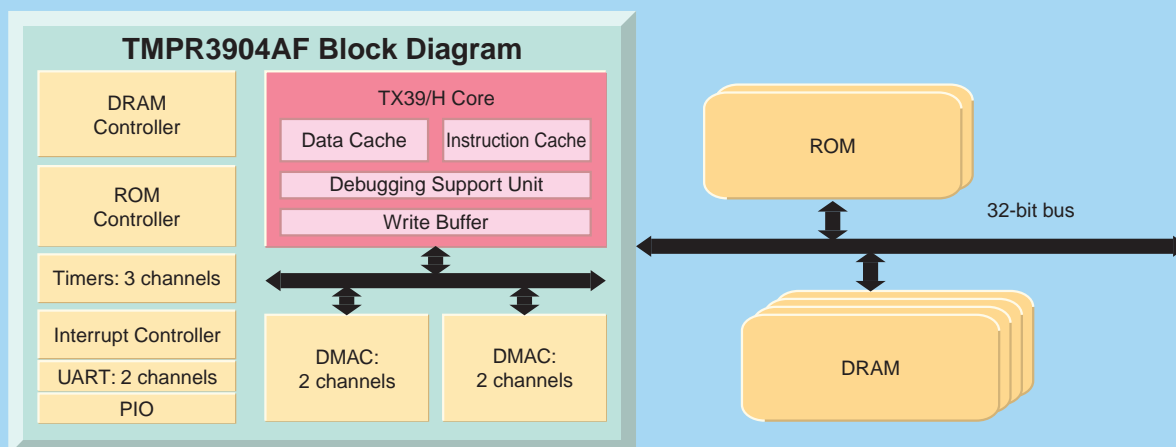 TMPR3904AF Block Diagram
DRAM
Controller
ROM
Controller
Timers: 3 channels
Interrupt Controller
UART: 2 channels
PIO
TX39/H Core
Data Cache
Instruction Cache
Debugging Support Unit
Write Buffer
DMAC:
2 channels
DMAC:
2 channels
ROM
32-bit bus
DRAM